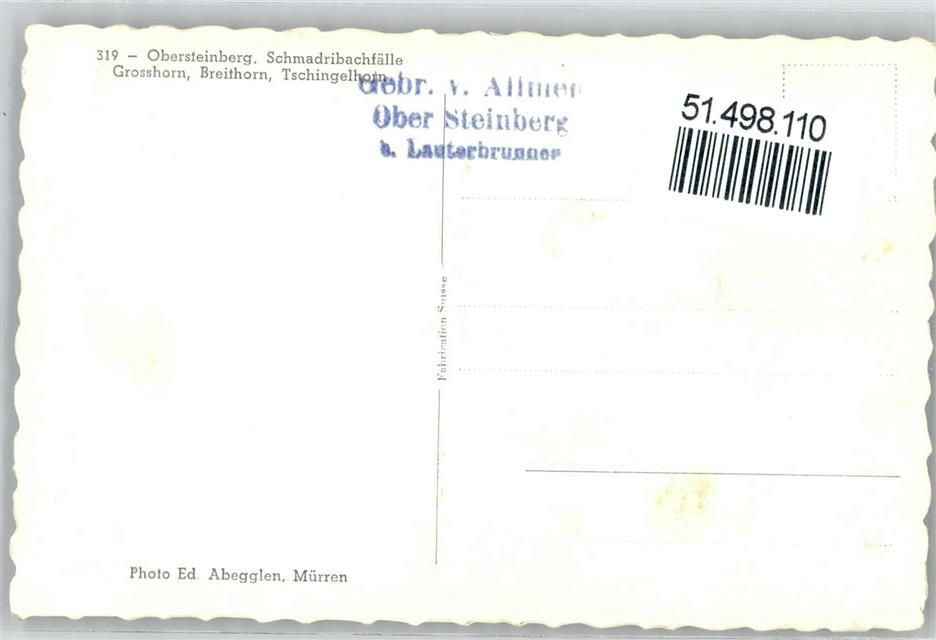 319 – Obersteinberg. Schmadribachfälle
Grosshorn, Breithorn, Tschingelhorn
Gebr. v. Allmen
Ober Steinberg
b. Lauterbrunnen
51.498.110
Fabrication Suisse
Photo Ed. Abegglen, Mürren